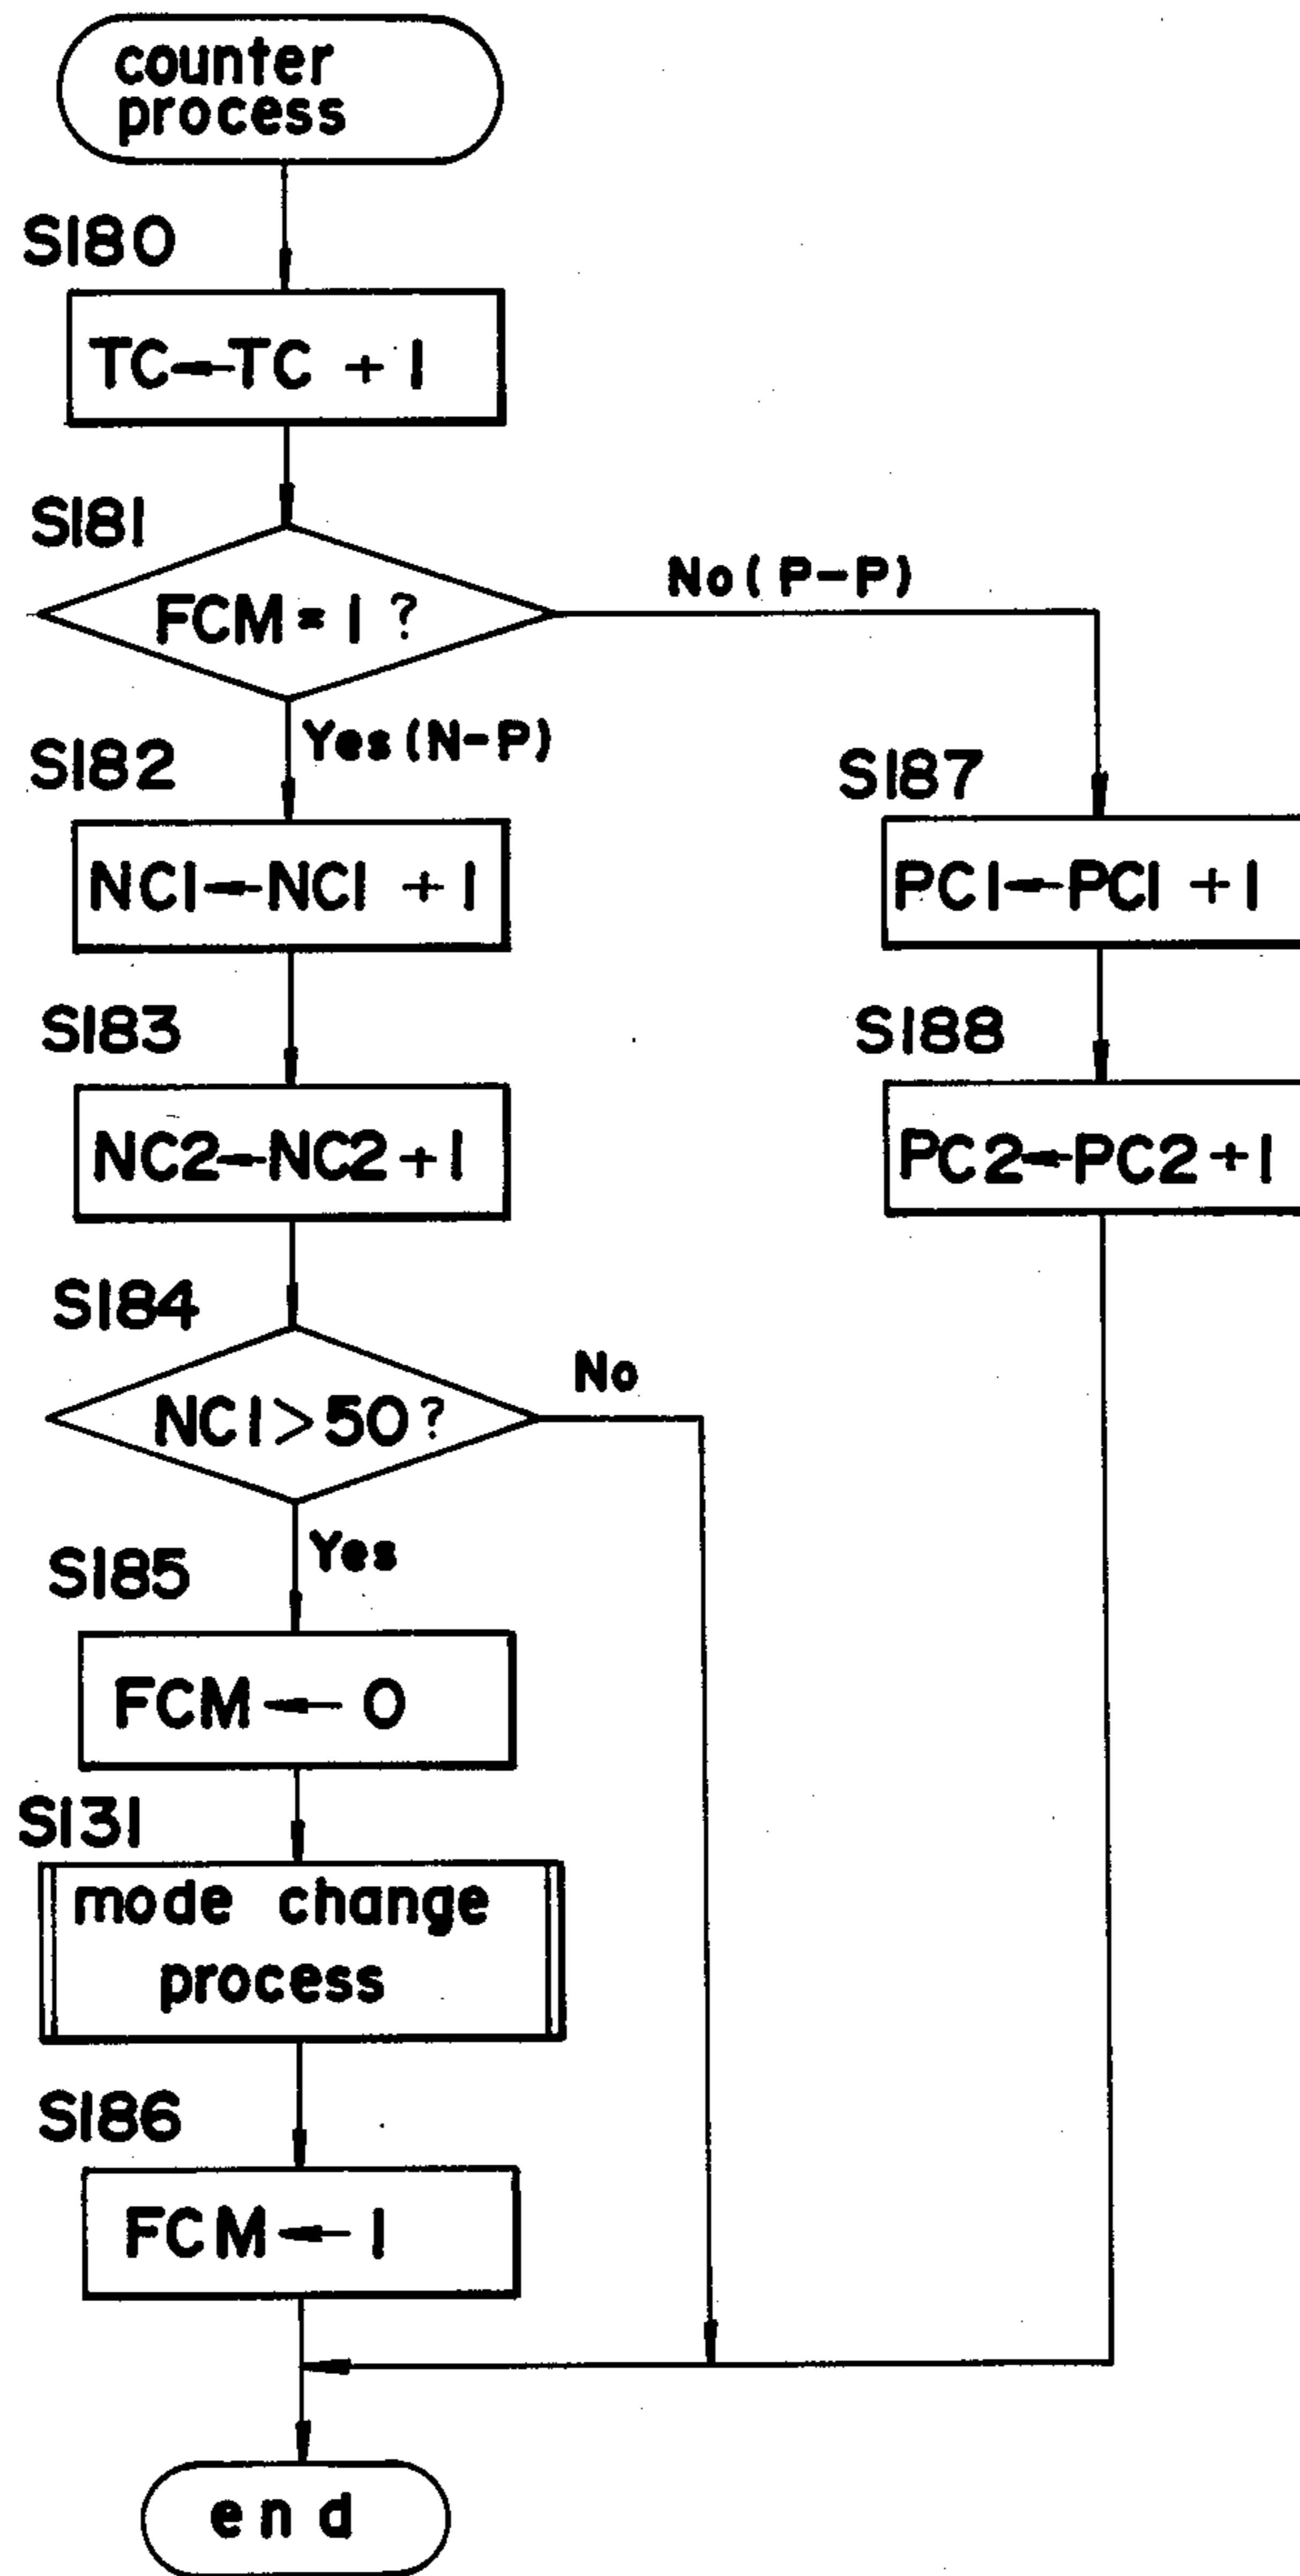 counter
process
S180
TC←TC + 1
S181
FCM = 1 ?
No (P-P)
Yes (N-P)
S182
NC1←NC1 + 1
S187
PC1←PC1 + 1
S183
NC2←NC2 + 1
S188
PC2←PC2 + 1
S184
NC1 > 50 ?
No
Yes
S185
FCM ← 0
S131
mode change
process
S186
FCM ← 1
end